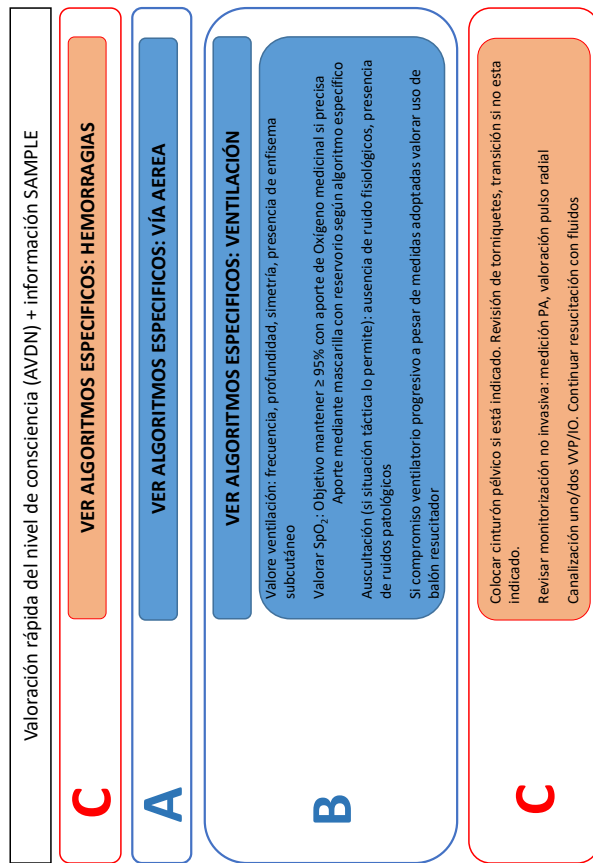 Valoración rápida del nivel de consciencia (AVDN) + información SAMPLE
C
VER ALGORITMOS ESPECIFICOS: HEMORRAGIAS
A
VER ALGORITMOS ESPECIFICOS: VÍA AEREA
B
VER ALGORITMOS ESPECIFICOS: VENTILACIÓN
Valore ventilación: frecuencia, profundidad, simetría, presencia de enfisema
subcutáneo
Valorar SpO₂: Objetivo mantener ≥ 95% con aporte de Oxígeno medicinal si precisa
Aporte mediante mascarilla con reservorio según algoritmo específico
Auscultación (si situación táctica lo permite): ausencia de ruido fisiológicos, presencia
de ruidos patológicos
Si compromiso ventilatorio progresivo a pesar de medidas adoptadas valorar uso de
balón resucitador
C
Colocar cinturón pélvico si está indicado. Revisión de torniquetes, transición si no esta
indicado.
Revisar monitorización no invasiva: medición PA, valoración pulso radial
Canalización uno/dos VVP/IO. Continuar resucitación con fluidos